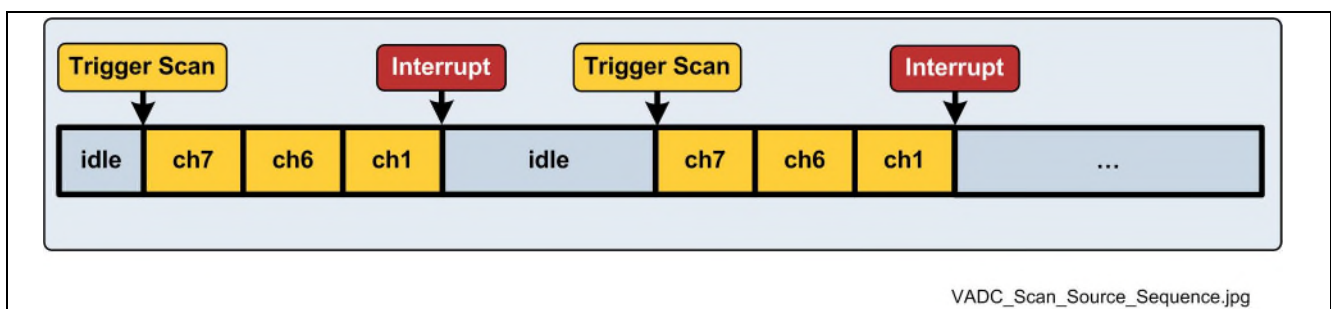 Trigger Scan Interrupt Trigger Scan Interrupt
idle ch7 ch6 ch1 idle ch7 ch6 ch1 ...
VADC_Scan_Source_Sequence.jpg